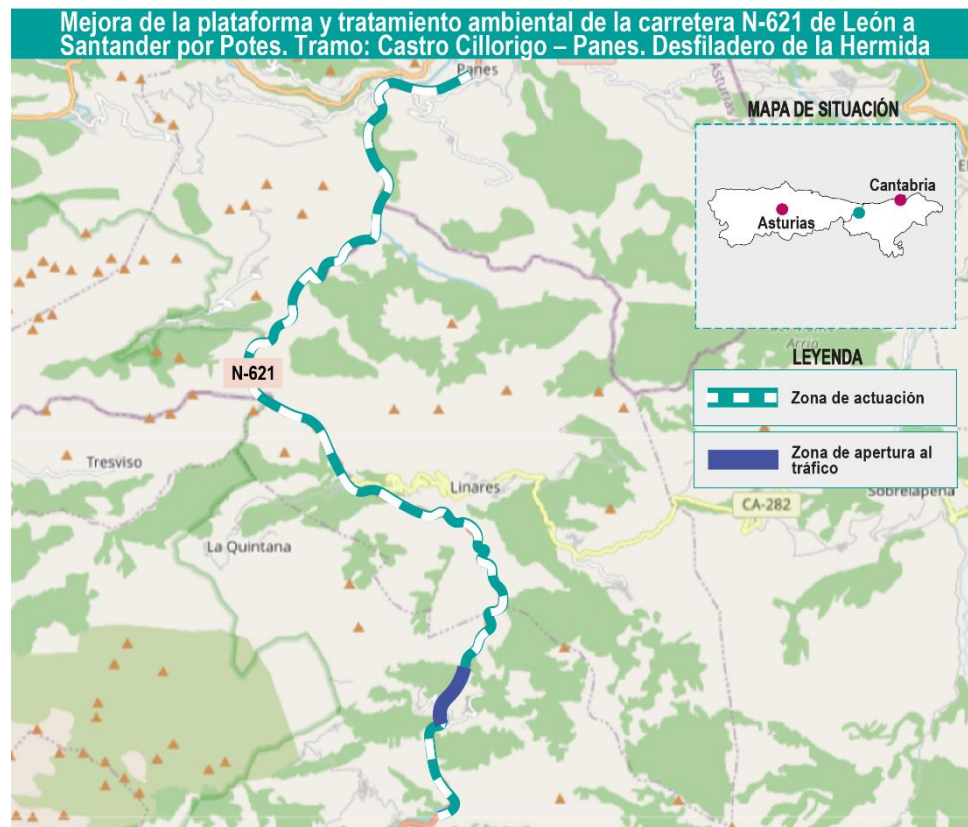 Mejora de la plataforma y tratamiento ambiental de la carretera N-621 de León a
Santander por Potes. Tramo: Castro Cillorigo – Panes. Desfiladero de la Hermida
Panes
Asturias
MAPA DE SITUACIÓN
Cantabria
Asturias
LEYENDA
N-621
Zona de actuación
Zona de apertura al
tráfico
Tresviso
Linares
CA-282
La Quintana